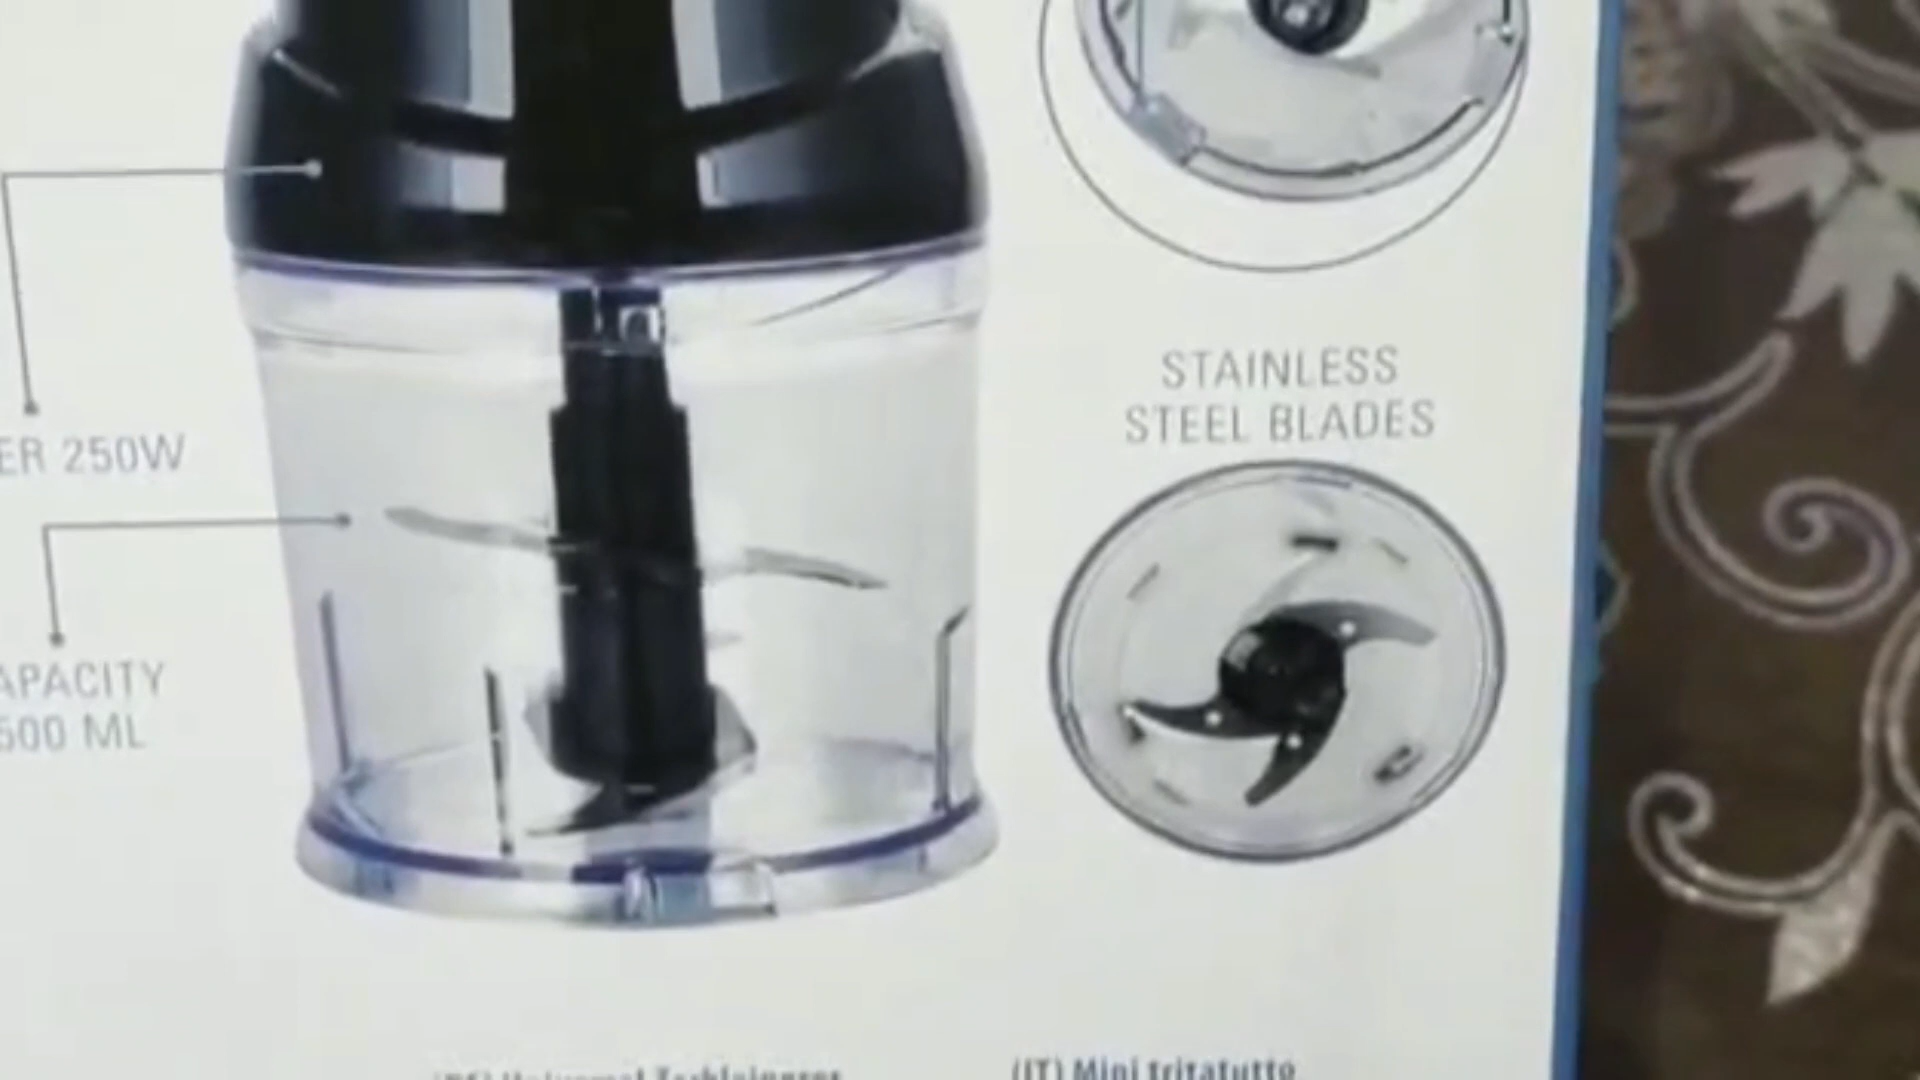 STAINLESS
STEEL BLADES
ER 250W
APACITY
500 ML
(IT) Mini tritatutto